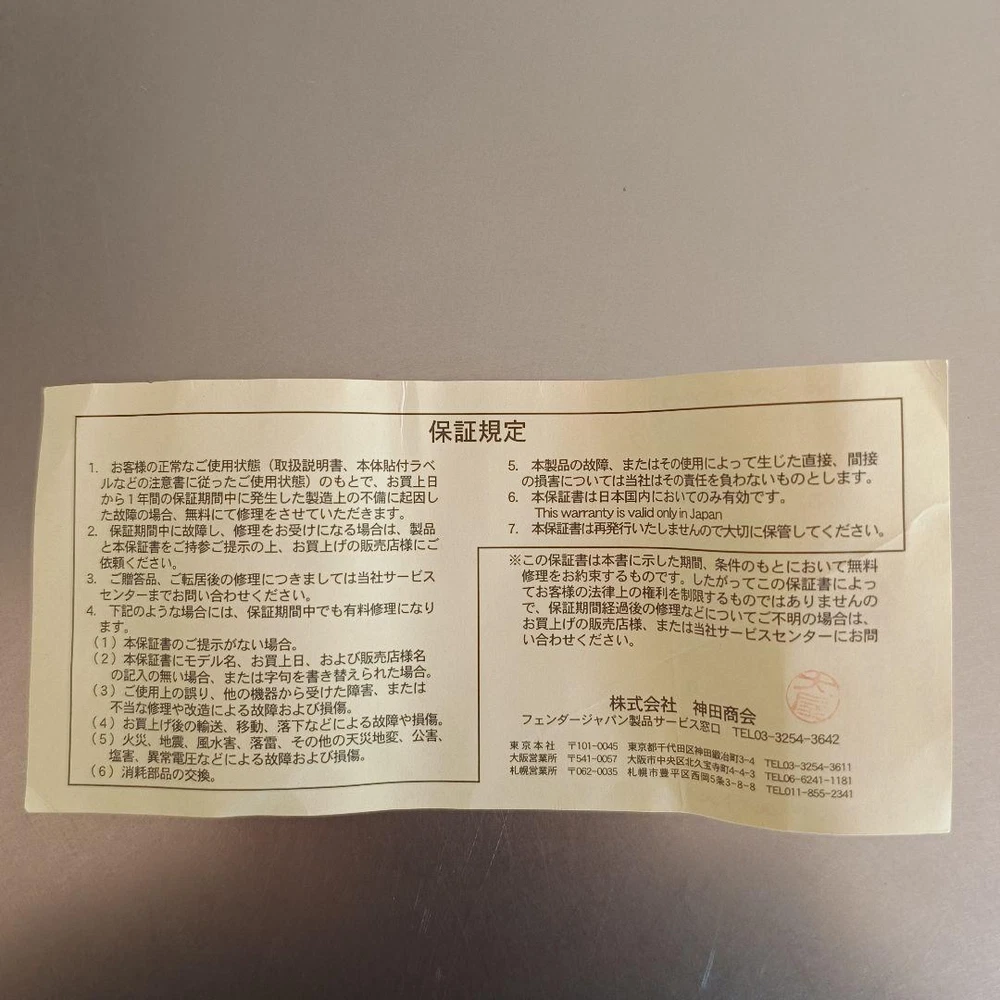 保証規定
1. お客様の正常なご使用状態（取扱説明書、本体貼付ラベ
ルなどの注意書に従ったご使用状態）のもとで、お買上日
から1年間の保証期間中に発生した製造上の不備に起因し
た故障の場合、無料にて修理をさせていただきます。
2. 保証期間中に故障し、修理をお受けになる場合は、製品
と本保証書をご持参ご提示の上、お買上げの販売店様にご
依頼ください。
3. ご贈答品、ご転居後の修理につきましては当社サービス
センターまでお問い合わせください。
4. 下記のような場合には、保証期間中でも有料修理になり
ます。
（1）本保証書のご提示がない場合。
（2）本保証書にモデル名、お買上日、および販売店様名
の記入の無い場合、または字句を書き替えられた場合。
（3）ご使用上の誤り、他の機器から受けた障害、または
不当な修理や改造による故障および損傷。
（4）お買上げ後の輸送、移動、落下などによる故障や損傷。
（5）火災、地震、風水害、落雷、その他の天災地変、公害、
塩害、異常電圧などによる故障および損傷。
（6）消耗部品の交換。
5. 本製品の故障、またはその使用によって生じた直接、間接
の損害については当社はその責任を負わないものとします。
6. 本保証書は日本国内においてのみ有効です。
This warranty is valid only in Japan
7. 本保証書は再発行いたしませんので大切に保管してください。
※この保証書は本書に示した期間、条件のもとにおいて無料
修理をお約束するものです。したがってこの保証書によっ
てお客様の法律上の権利を制限するものではありませんの
で、保証期間経過後の修理などについてご不明の場合は、
お買上げの販売店様、または当社サービスセンターにお問
い合わせください。
株式会社 神田商会
フェンダージャパン製品サービス窓口 TEL03-3254-3642
東京本社 〒101-0045 東京都千代田区神田鍛冶町3-4 TEL03-3254-3611
大阪営業所 〒541-0057 大阪市中央区北久宝寺町4-4-3 TEL06-6241-1181
札幌営業所 〒062-0035 札幌市豊平区西岡5条3-8-8 TEL011-855-2341